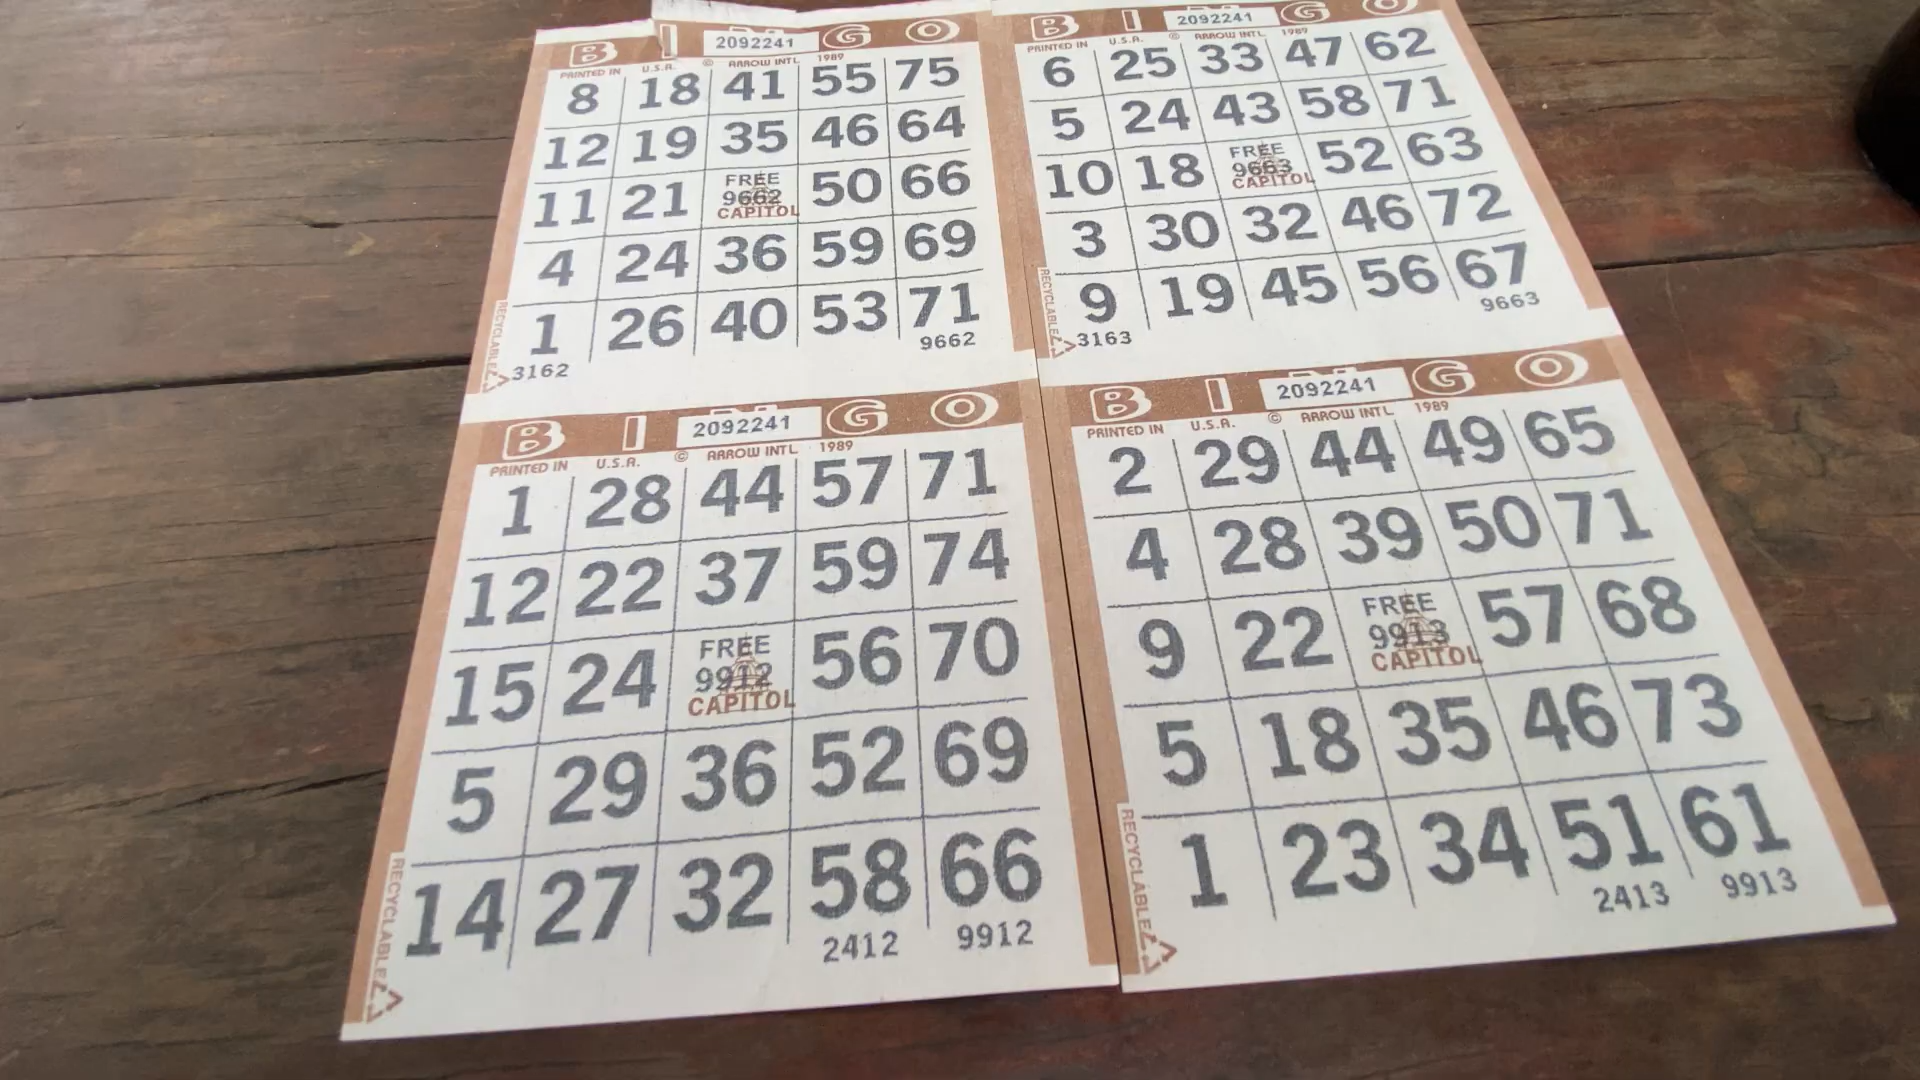 B I G O
2092241
PRINTED IN U.S.A. © ARROW INT'L 1989
8 18 41 55 75
12 19 35 46 64
11 21 FREE 9662 CAPITOL 50 66
4 24 36 59 69
1 26 40 53 71
9662
3162
RECYCLABLE
B I G O
2092241
PRINTED IN U.S.A. © ARROW INT'L 1989
6 25 33 47 62
5 24 43 58 71
10 18 FREE 9663 CAPITOL 52 63
3 30 32 46 72
9 19 45 56 67
9663
3163
RECYCLABLE
B I G O
2092241
PRINTED IN U.S.A. © ARROW INT'L 1989
1 28 44 57 71
12 22 37 59 74
15 24 FREE 9912 CAPITOL 56 70
5 29 36 52 69
14 27 32 58 66
2412 9912
RECYCLABLE
B I G O
2092241
PRINTED IN U.S.A. © ARROW INT'L 1989
2 29 44 49 65
4 28 39 50 71
9 22 FREE 9913 CAPITOL 57 68
5 18 35 46 73
1 23 34 51 61
2413 9913
RECYCLABLE